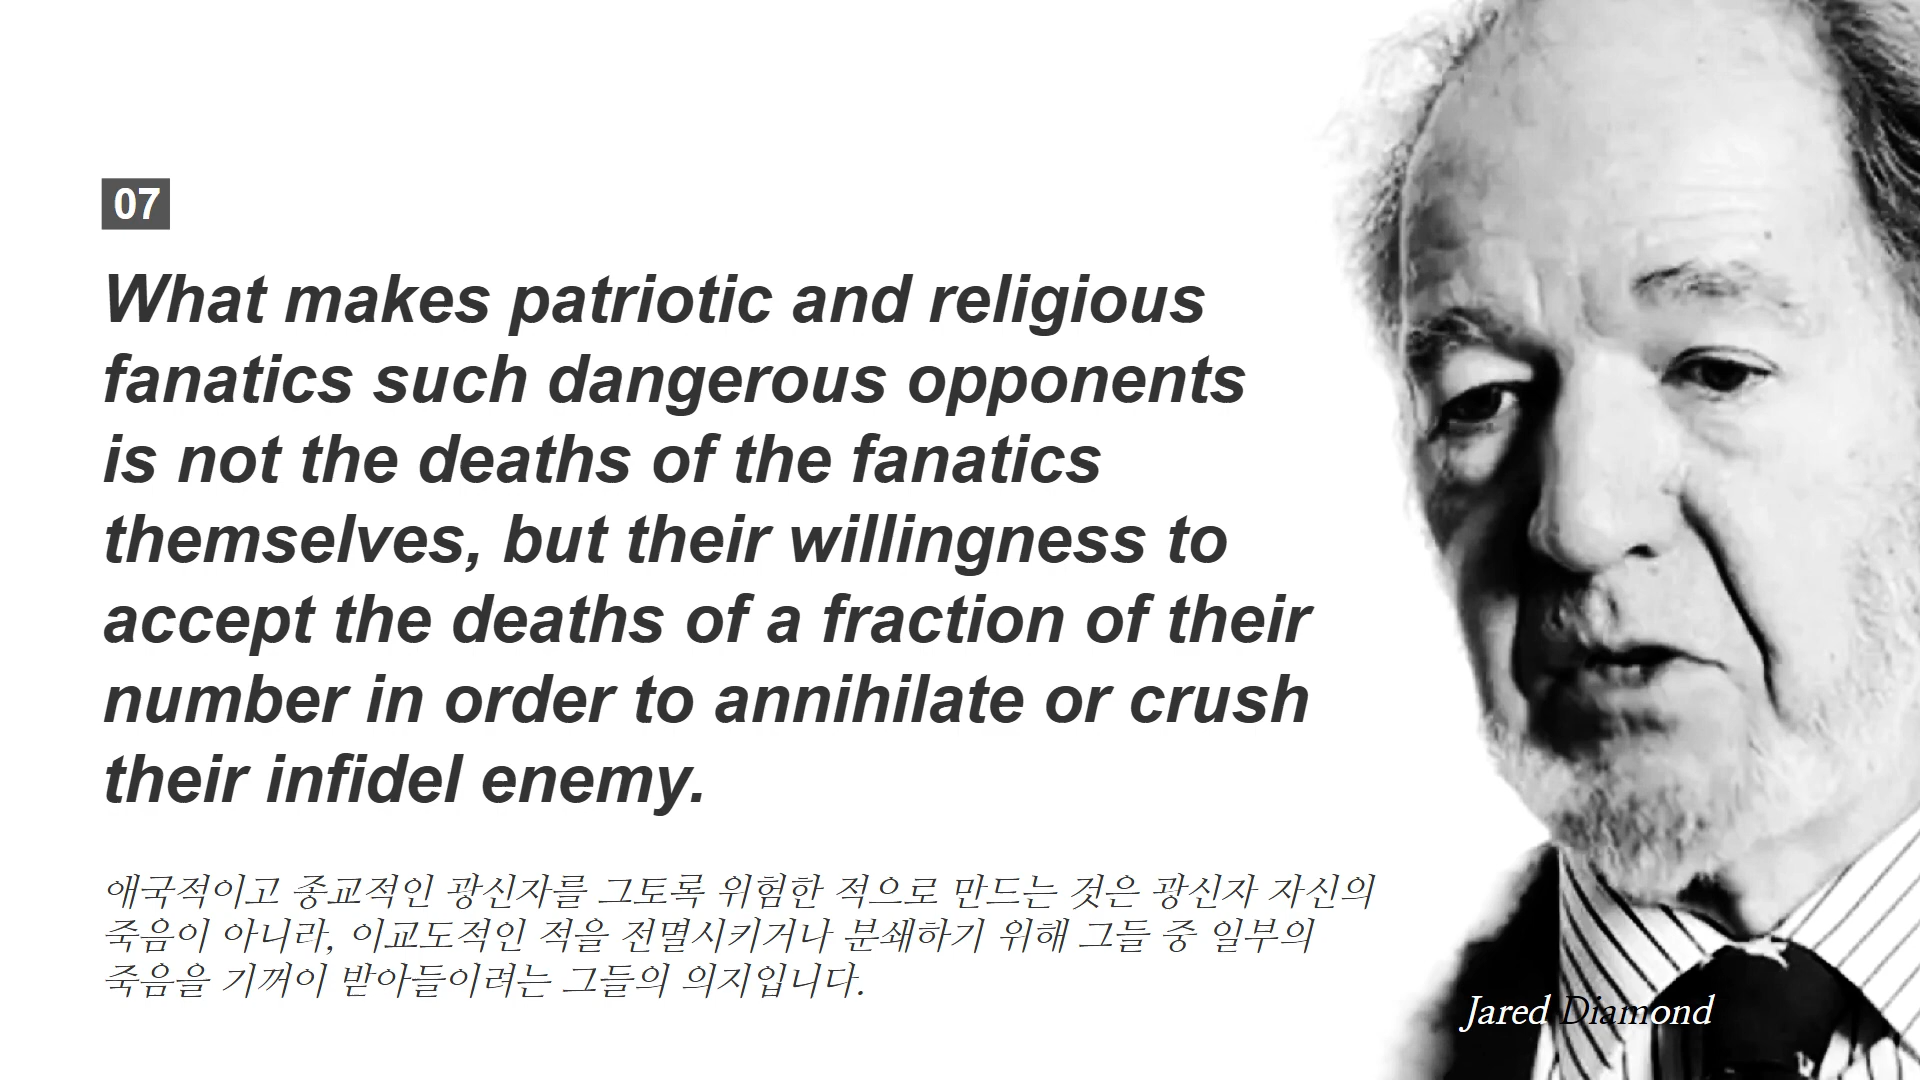 07
What makes patriotic and religious
fanatics such dangerous opponents
is not the deaths of the fanatics
themselves, but their willingness to
accept the deaths of a fraction of their
number in order to annihilate or crush
their infidel enemy.
애국적이고 종교적인 광신자를 그토록 위험한 적으로 만드는 것은 광신자 자신의
죽음이 아니라, 이교도적인 적을 전멸시키거나 분쇄하기 위해 그들 중 일부의
죽음을 기꺼이 받아들이려는 그들의 의지입니다.
Jared Diamond